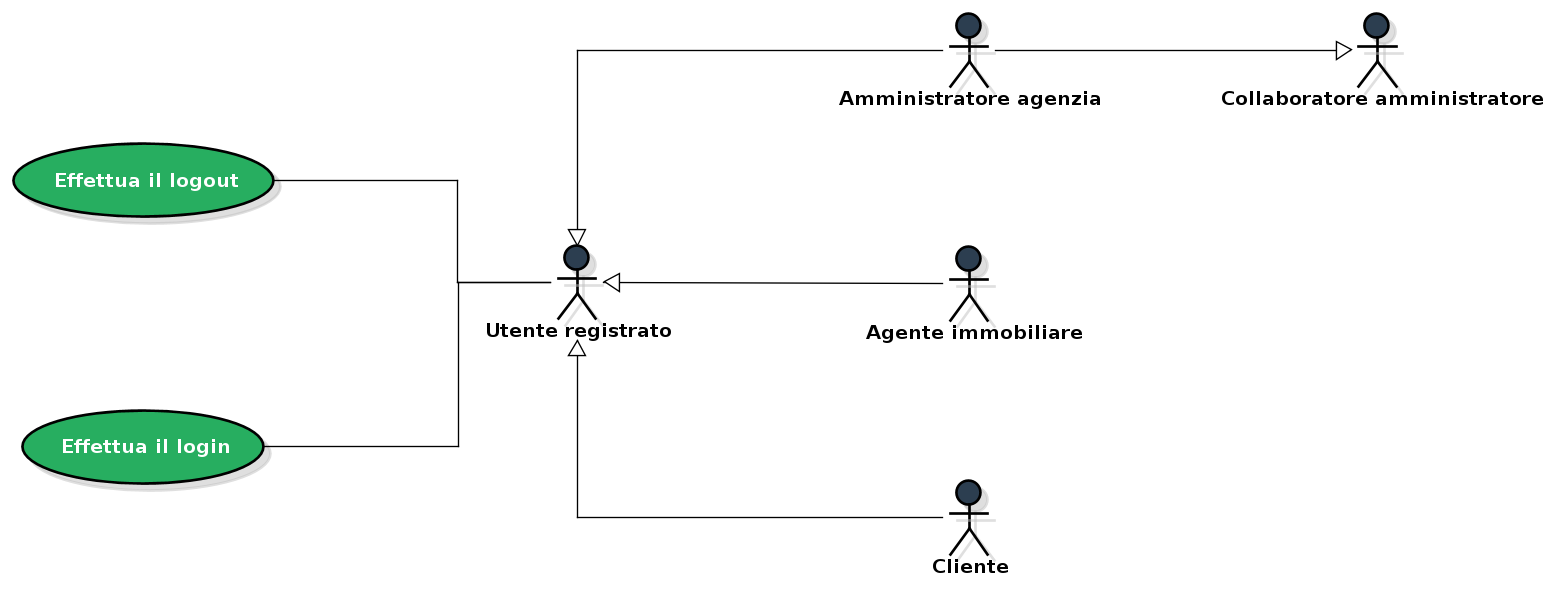 Amministratore agenzia
Collaboratore amministratore
Effettua il logout
Utente registrato
Agente immobiliare
Effettua il login
Cliente